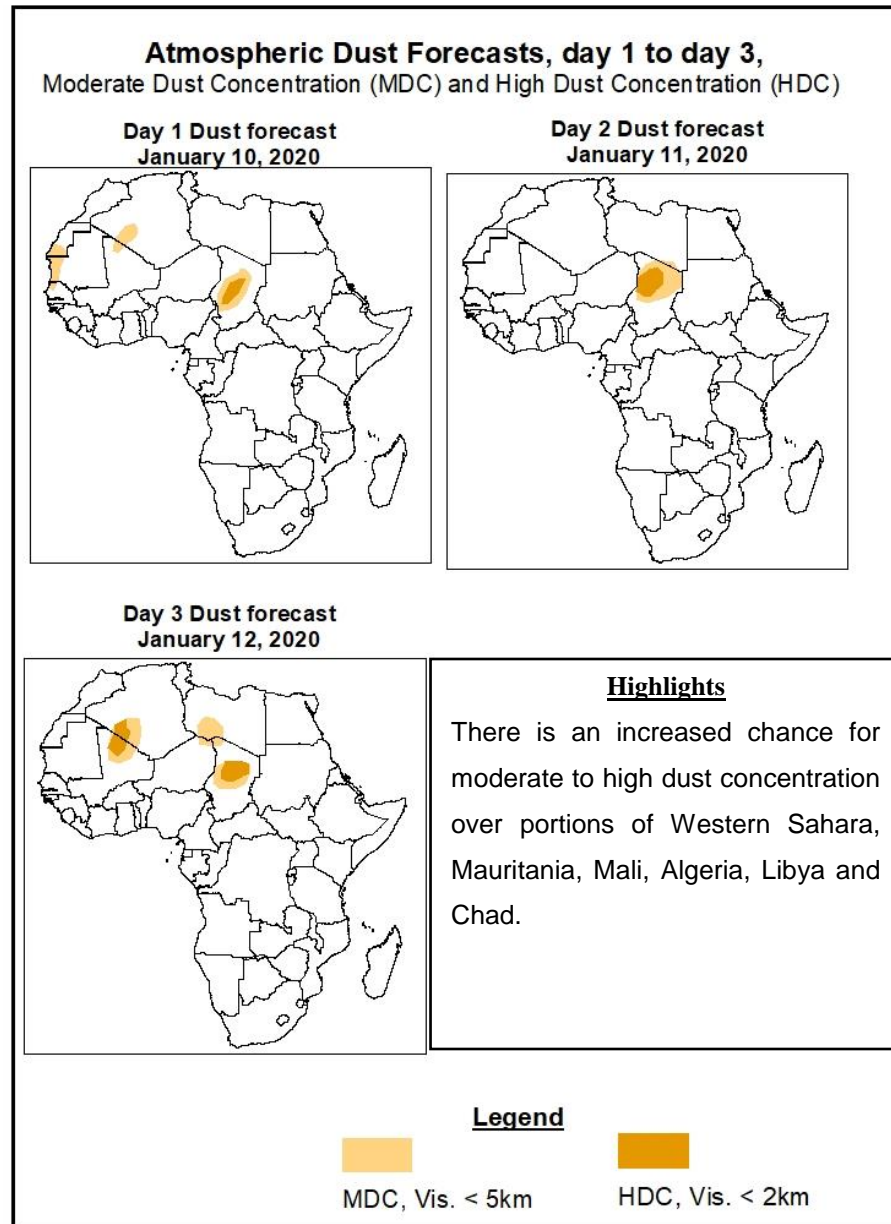 Atmospheric Dust Forecasts, day 1 to day 3,
Moderate Dust Concentration (MDC) and High Dust Concentration (HDC)
Day 1 Dust forecast
January 10, 2020
Day 2 Dust forecast
January 11, 2020
Day 3 Dust forecast
January 12, 2020
Highlights
There is an increased chance for
moderate to high dust concentration
over portions of Western Sahara,
Mauritania, Mali, Algeria, Libya and
Chad.
Legend
MDC, Vis. < 5km
HDC, Vis. < 2km